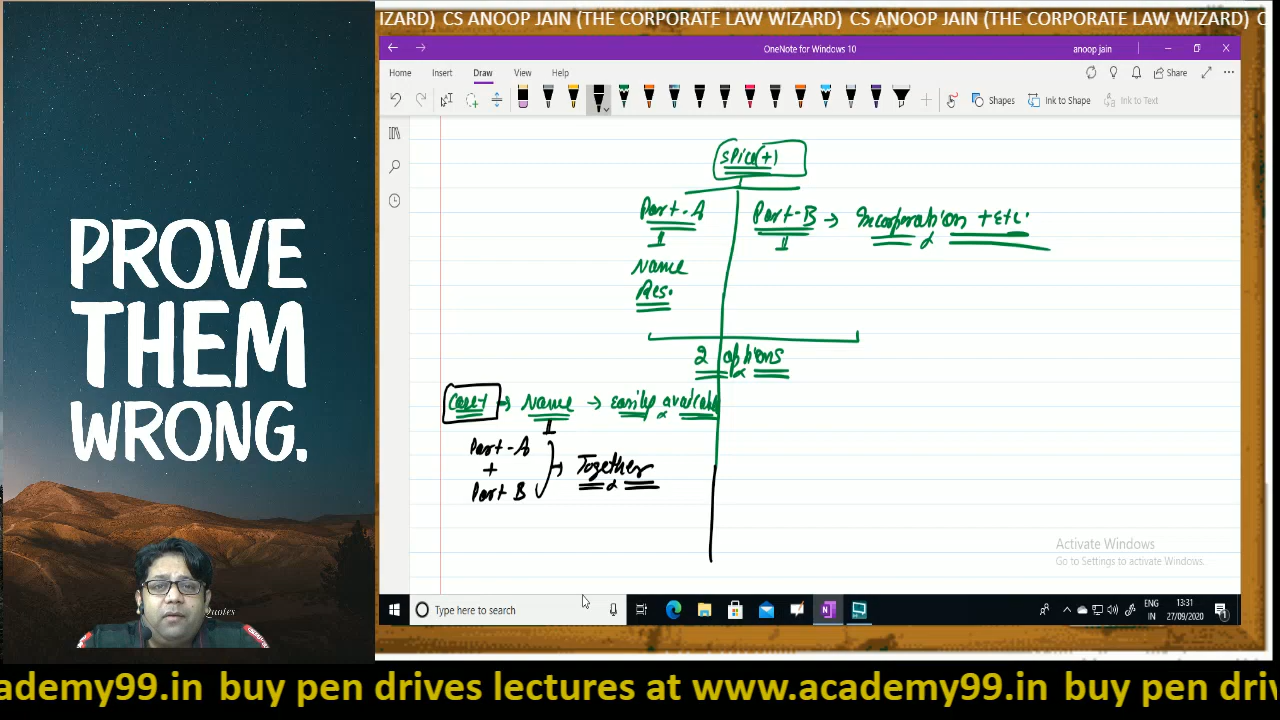 IZARD) CS ANOOP JAIN (THE CORPORATE LAW WIZARD) CS ANOOP JAIN (THE CORPORATE LAW WIZARD) C
OneNote for Windows 10
anoop jain
Home Insert Draw View Help
Share
Shapes Ink to Shape Ink to Text
SPice(+)
Part-A Part-B → Incorporation + Etc.
Name
Res.
2 options
Case-1 → Name → easily available
Part-A
+
Part B
Together
PROVE
THEM
WRONG.
Quotes
Activate Windows
Go to Settings to activate Windows.
Type here to search
ENG
IN
13:31
27/09/2020
ademy99.in buy pen drives lectures at www.academy99.in buy pen driv